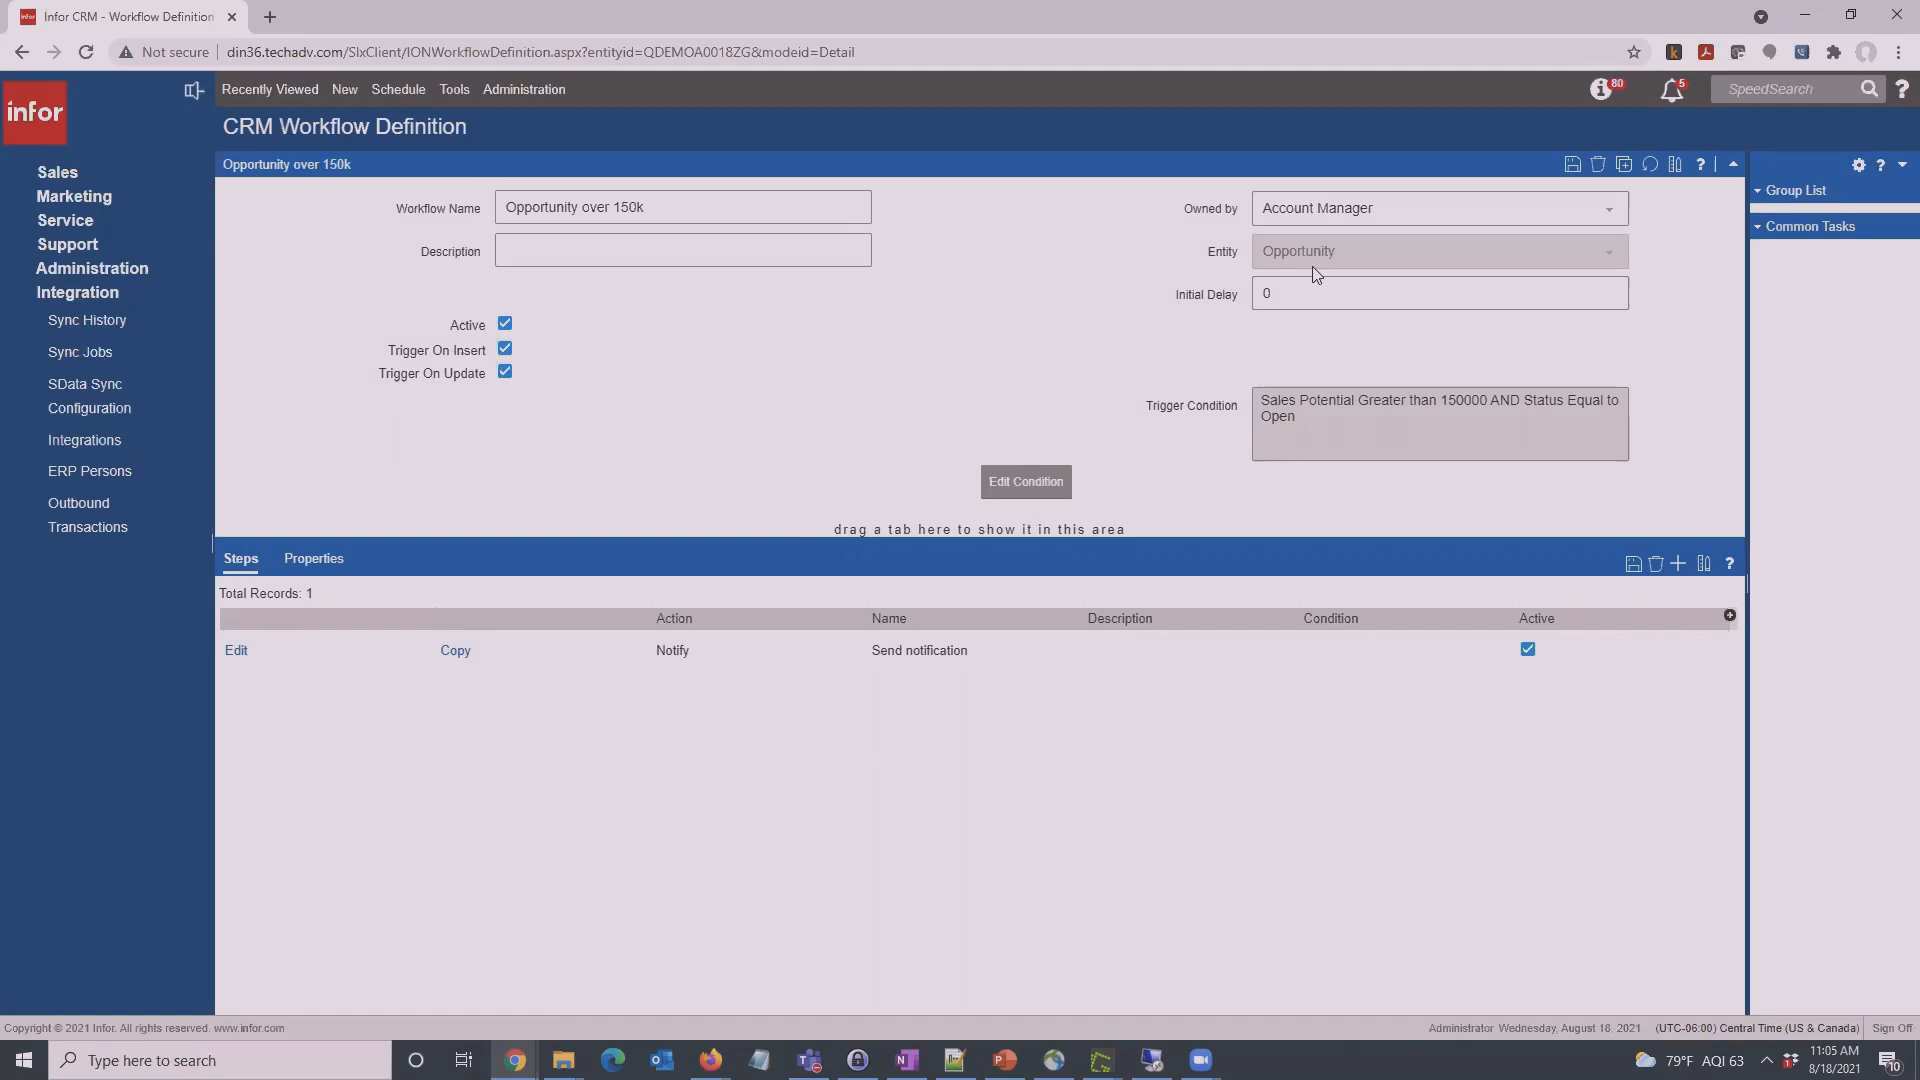 Infor CRM - Workflow Definition
Not secure
din36.techadv.com/SlxClient/IONWorkflowDefinition.aspx?entityid=QDEMOA0018ZG&modeid=Detail
infor
Recently Viewed New Schedule Tools Administration
80
5
SpeedSearch
?
CRM Workflow Definition
Sales
Marketing
Service
Support
Administration
Integration
Sync History
Sync Jobs
SData Sync
Configuration
Integrations
ERP Persons
Outbound
Transactions
Opportunity over 150k
?
Workflow Name
Opportunity over 150k
Description
Active
Trigger On Insert
Trigger On Update
Owned by
Account Manager
Entity
Opportunity
Initial Delay
0
Trigger Condition
Sales Potential Greater than 150000 AND Status Equal to
Open
Edit Condition
drag a tab here to show it in this area
?
Group List
Common Tasks
Steps Properties
?
Total Records: 1
Action Name Description Condition Active
Edit Copy Notify Send notification
Copyright © 2021 Infor. All rights reserved. www.infor.com
Administrator Wednesday, August 18, 2021 (UTC-06:00) Central Time (US & Canada) Sign Off
Type here to search
79°F AQI 63
11:05 AM
8/18/2021
10